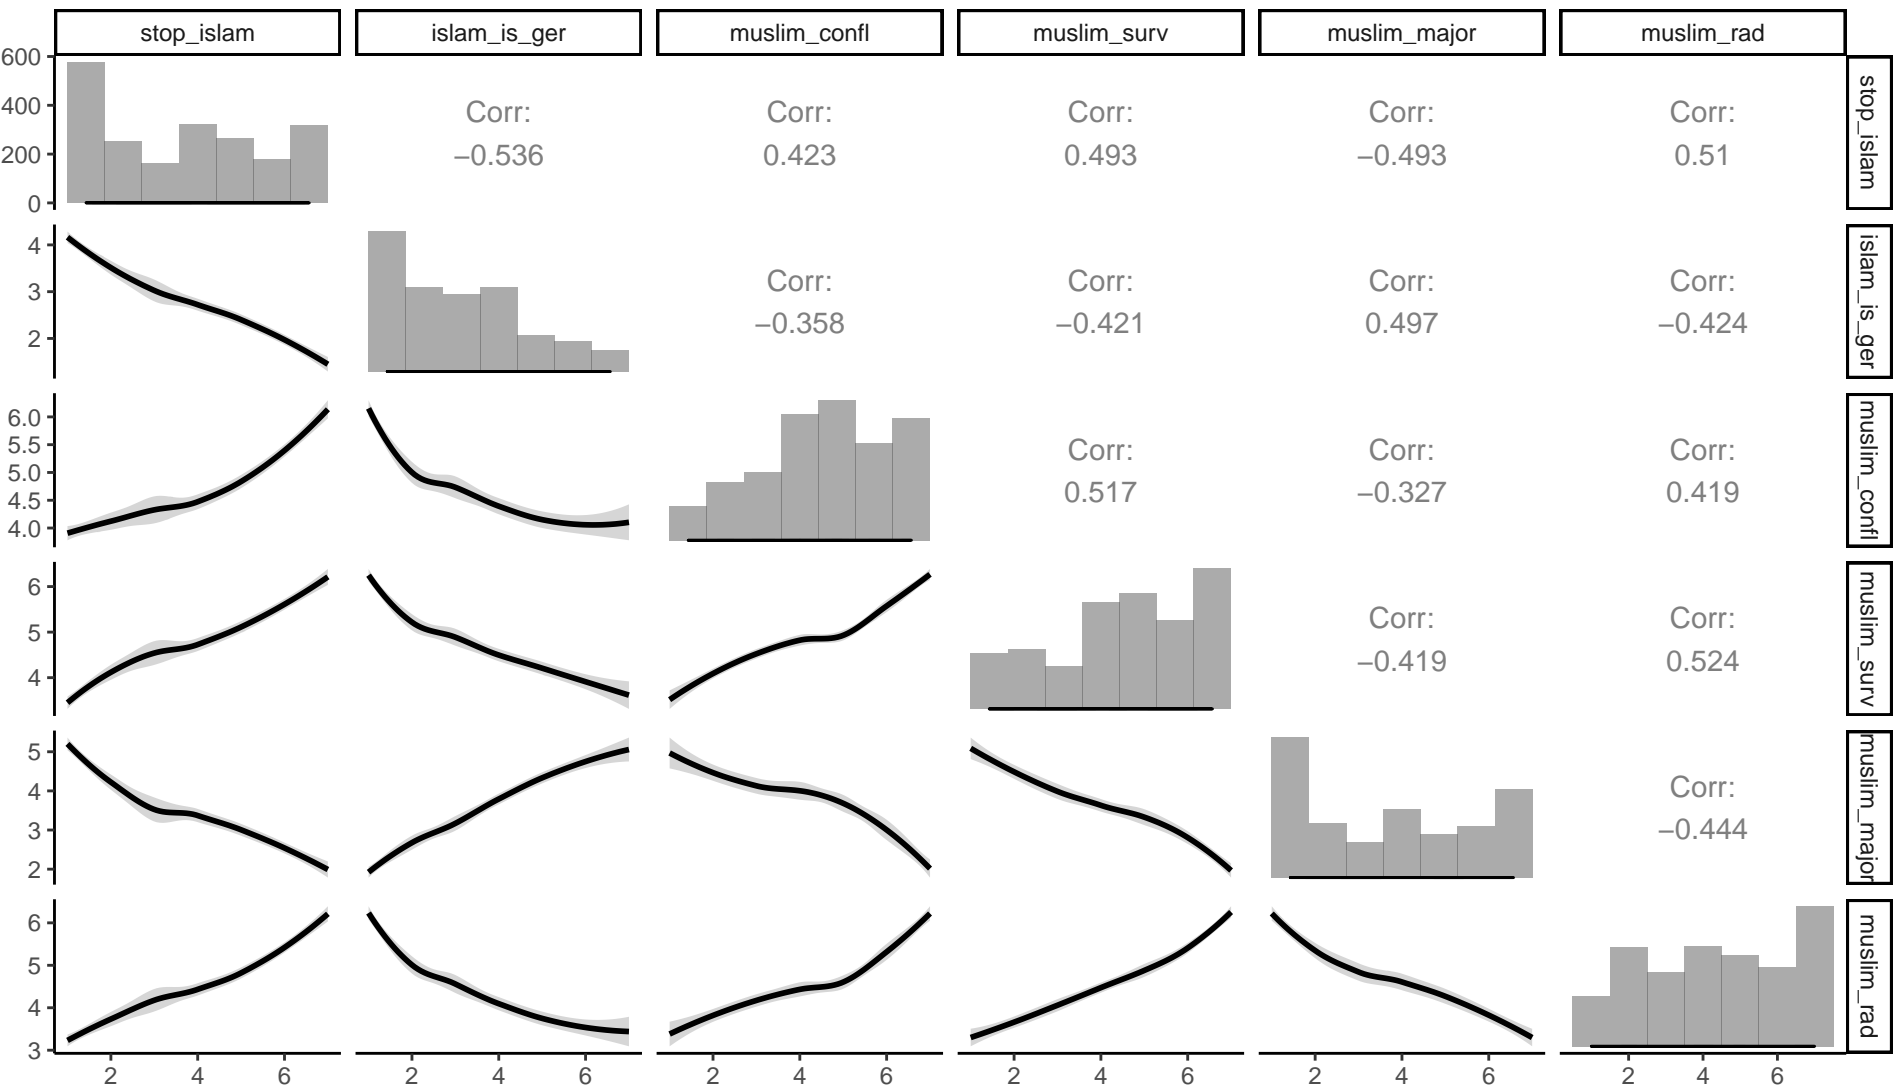 stop_islam islam_is_ger muslim_confl muslim_surv muslim_major muslim_rad
600
400
200
0
Corr:
−0.536
Corr:
0.423
Corr:
0.493
Corr:
−0.493
Corr:
0.51
stop_islam
4
3
2
Corr:
−0.358
Corr:
−0.421
Corr:
0.497
Corr:
−0.424
islam_is_ger
6.0
5.5
5.0
4.5
4.0
Corr:
0.517
Corr:
−0.327
Corr:
0.419
muslim_confl
6
5
4
Corr:
−0.419
Corr:
0.524
muslim_surv
5
4
3
2
Corr:
−0.444
muslim_major
6
5
4
3
muslim_rad
2 4 6 2 4 6 2 4 6 2 4 6 2 4 6 2 4 6